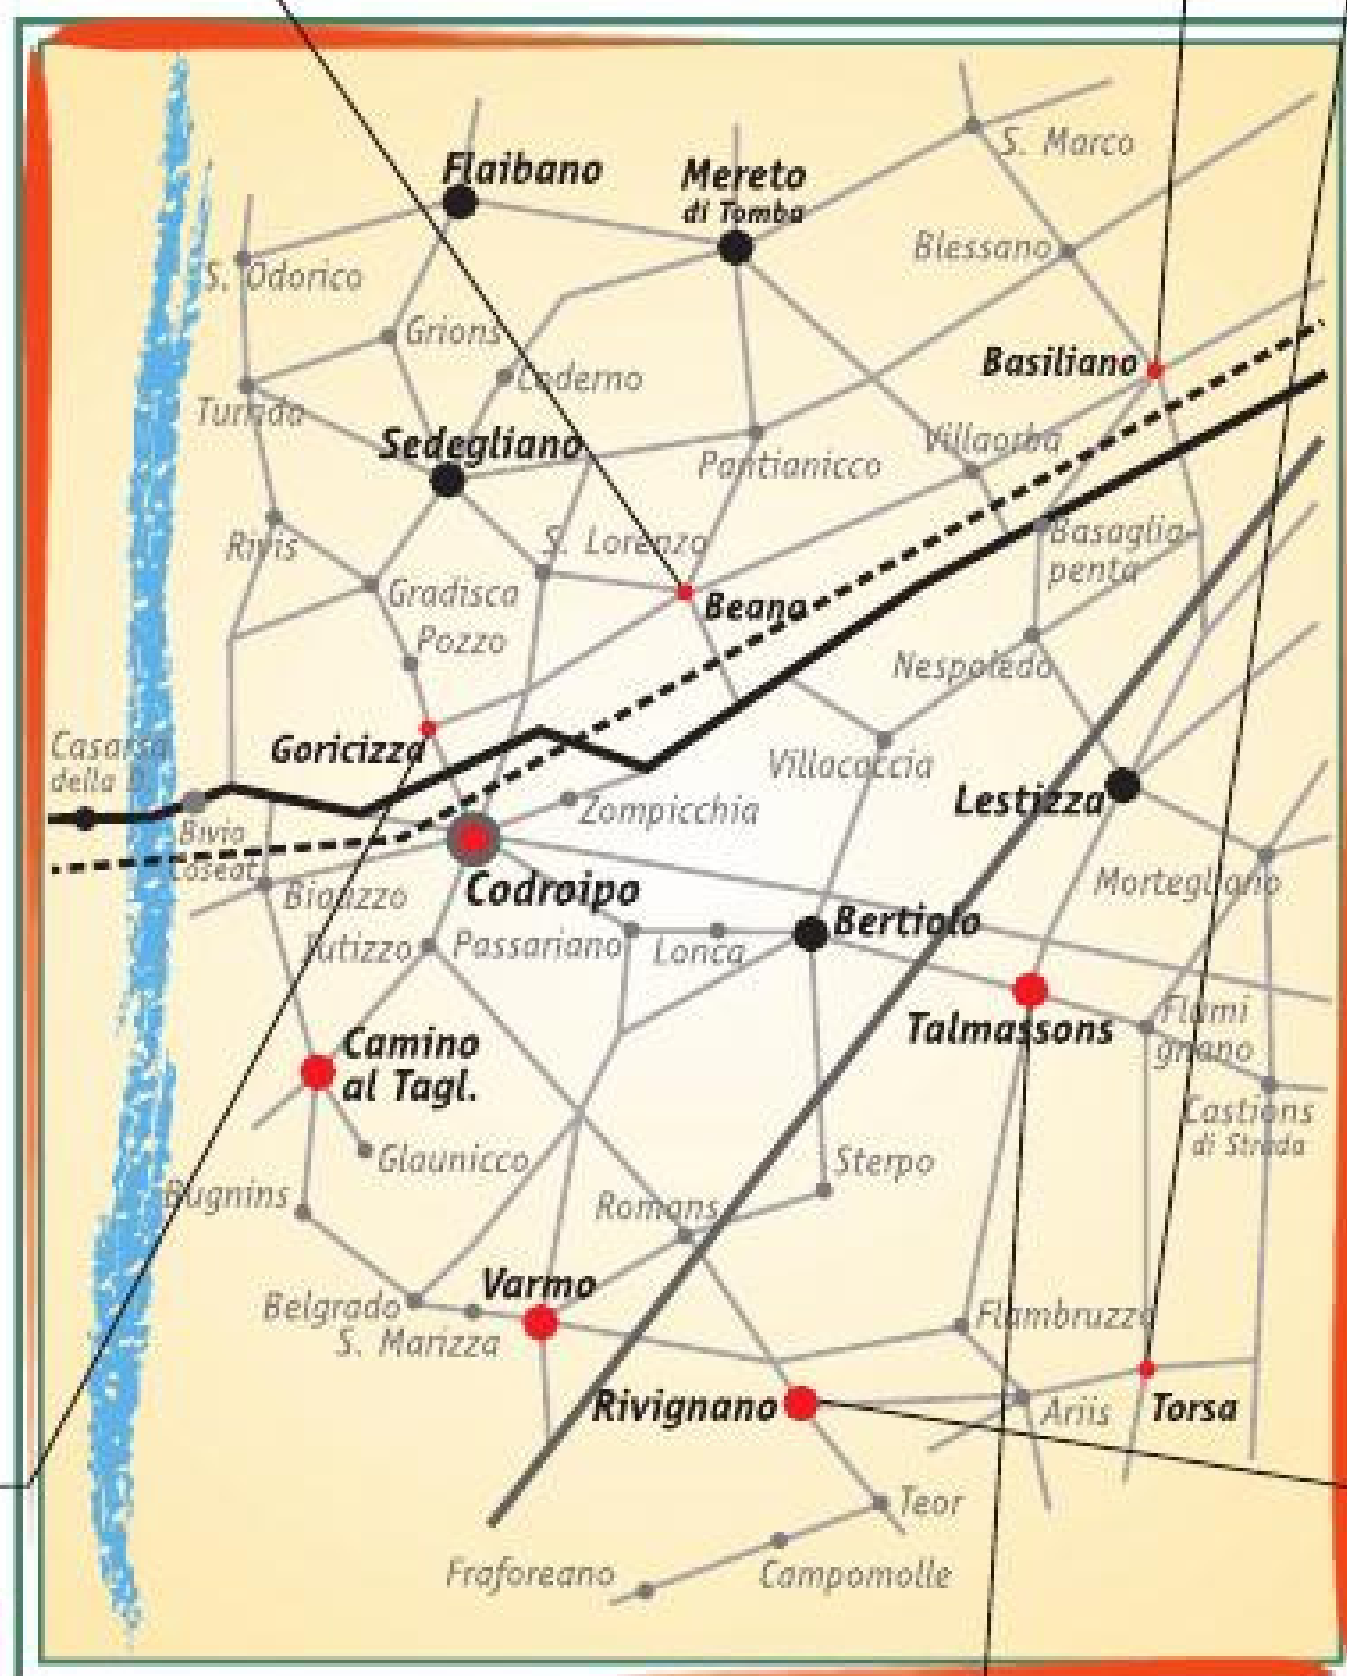 Flaibano
Mereto
di Tomba
S. Marco
Blessano
S. Odorico
Grions
Coderno
Basiliano
Turrida
Sedegliano
Pantianicco
Villaorba
Rivis
S. Lorenzo
Basaglia-
penta
Gradisca
Beano
Pozzo
Nespoledo
Goricizza
Casarsa
della D.
Villacaccia
Lestizza
Zompicchia
Bivio
Coseat
Biauzzo
Codroipo
Mortegliano
Bertiolo
Tutizzo
Passariano
Lonca
Talmassons
Flumi
gnano
Camino
al Tagl.
Castions
di Strada
Glaunicco
Sterpo
Bugnins
Romans
Varmo
Belgrado
S. Marizza
Flambruzzo
Rivignano
Ariis
Torsa
Teor
Fraforeano
Campomolle